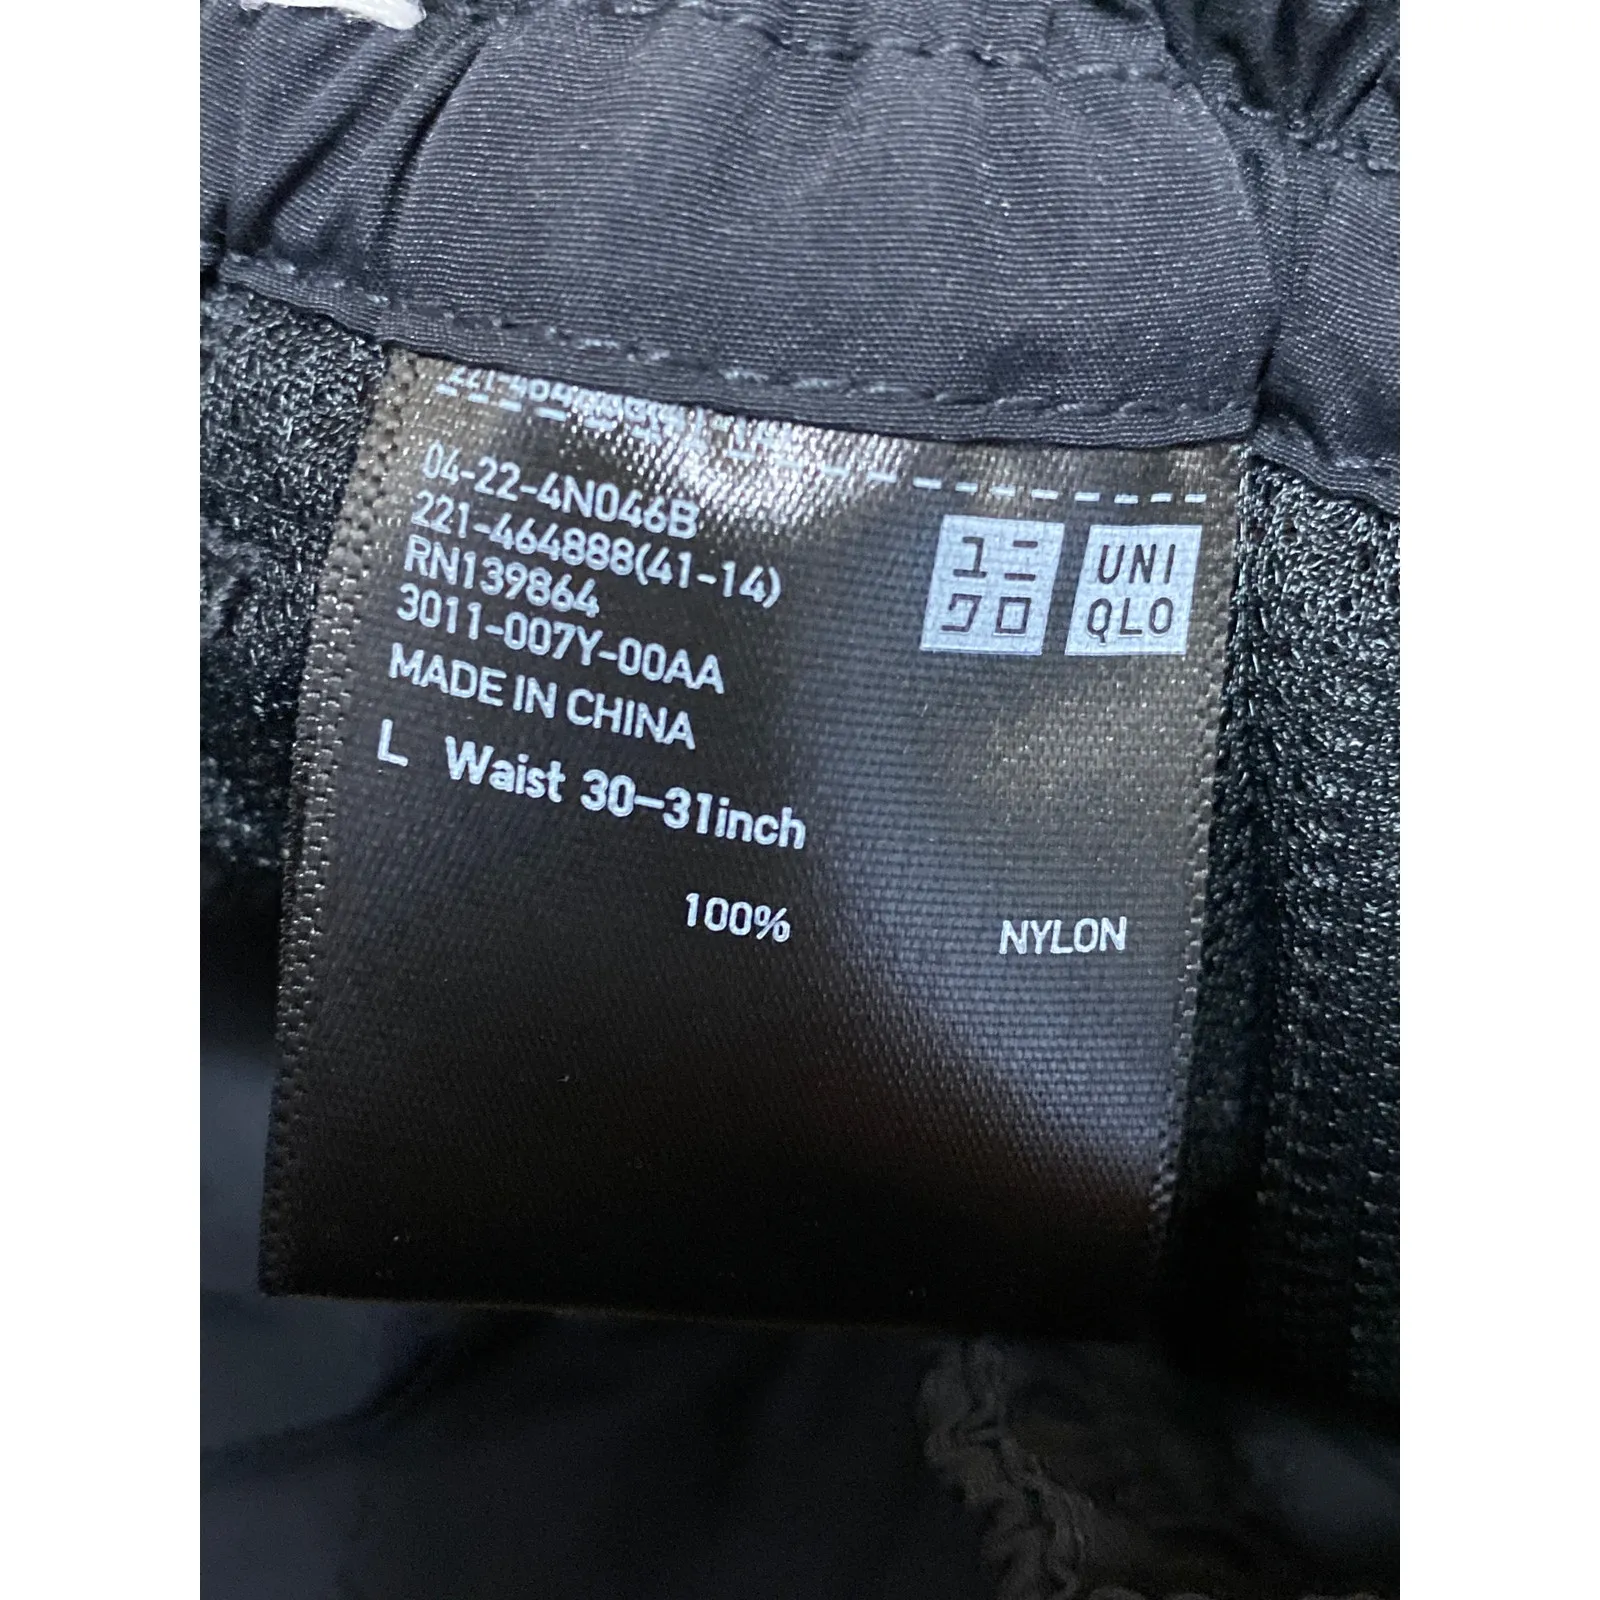 04-22-4N046B
221-464888(41-14)
RN139864
3011-007Y-00AA
MADE IN CHINA
L Waist 30-31inch
ユニ
クロ
UNI
QLO
100% NYLON